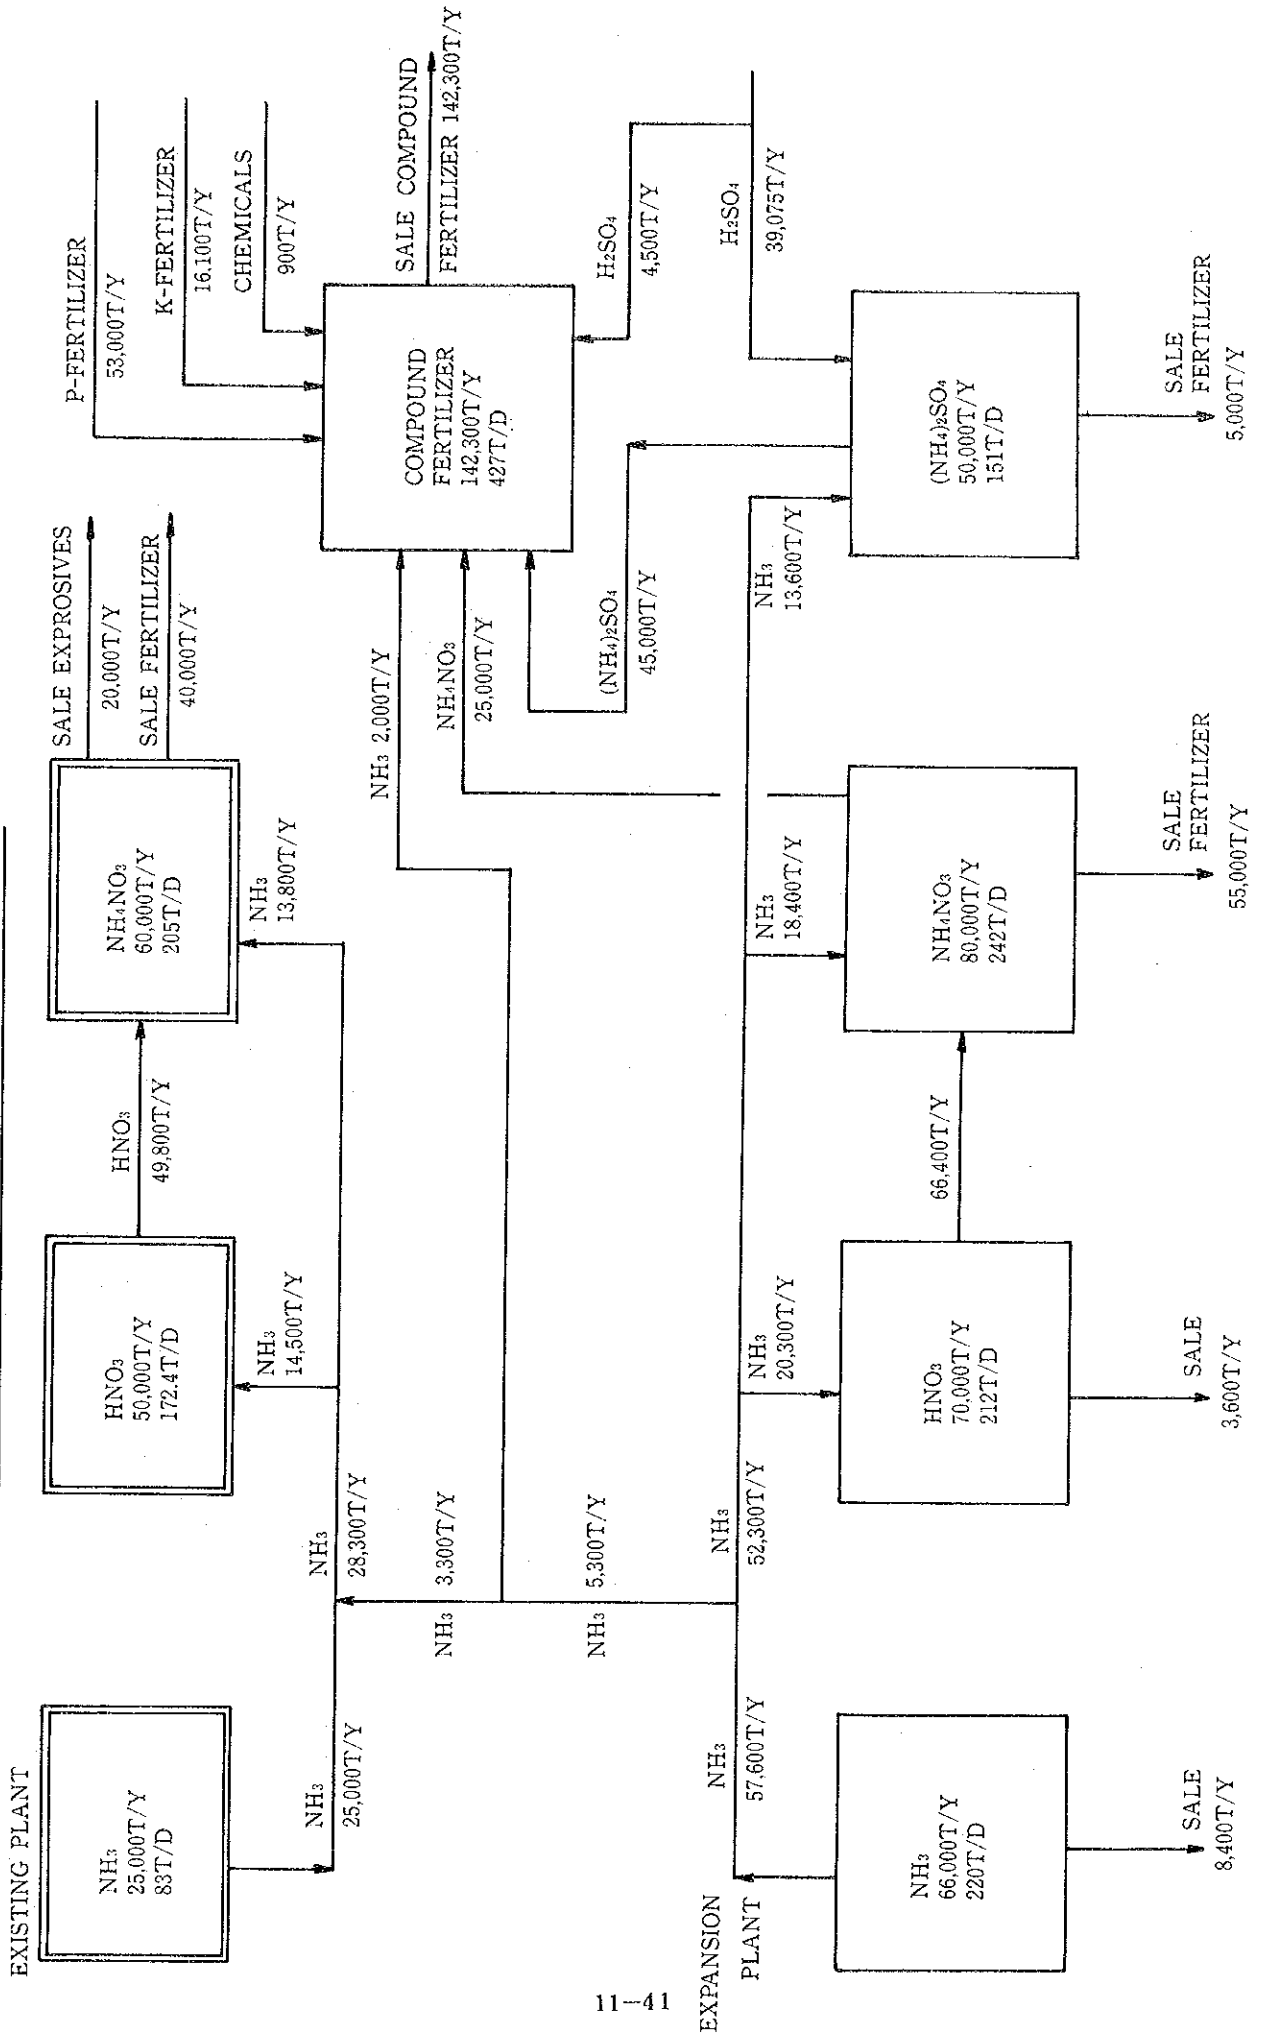 EXISTING PLANT
NH₃
25,000T/Y
83T/D
NH₃
25,000T/Y
HNO₃
50,000T/Y
172.4T/D
NH₃
28,300T/Y
NH₃
14,500T/Y
HNO₃
49,800T/Y
NH₄NO₃
60,000T/Y
205T/D
NH₃
13,800T/Y
SALE EXPROSIVES
20,000T/Y
SALE FERTILIZER
40,000T/Y
P-FERTILIZER
53,000T/Y
K-FERTILIZER
16.100T/Y
CHEMICALS
900T/Y
NH₃ 3,300T/Y
NH₃ 5,300T/Y
NH₃ 2,000T/Y
NH₄NO₃
25,000T/Y
(NH₄)₂SO₄
45,000T/Y
COMPOUND
FERTILIZER
142,300T/Y
427T/D
SALE COMPOUND
FERTILIZER 142,300T/Y
H₂SO₄
4,500T/Y
H₂SO₄
39,075T/Y
EXPANSION
PLANT
NH₃
57,600T/Y
NH₃
52,300T/Y
NH₃
20,300T/Y
NH₃
18,400T/Y
NH₃
13,600T/Y
NH₃
66,000T/Y
220T/D
SALE
8,400T/Y
HNO₃
70,000T/Y
212T/D
SALE
3,600T/Y
66,400T/Y
NH₄NO₃
80,000T/Y
242T/D
SALE
FERTILIZER
55,000T/Y
(NH₄)₂SO₄
50,000T/Y
151T/D
SALE
FERTILIZER
5,000T/Y
11—41